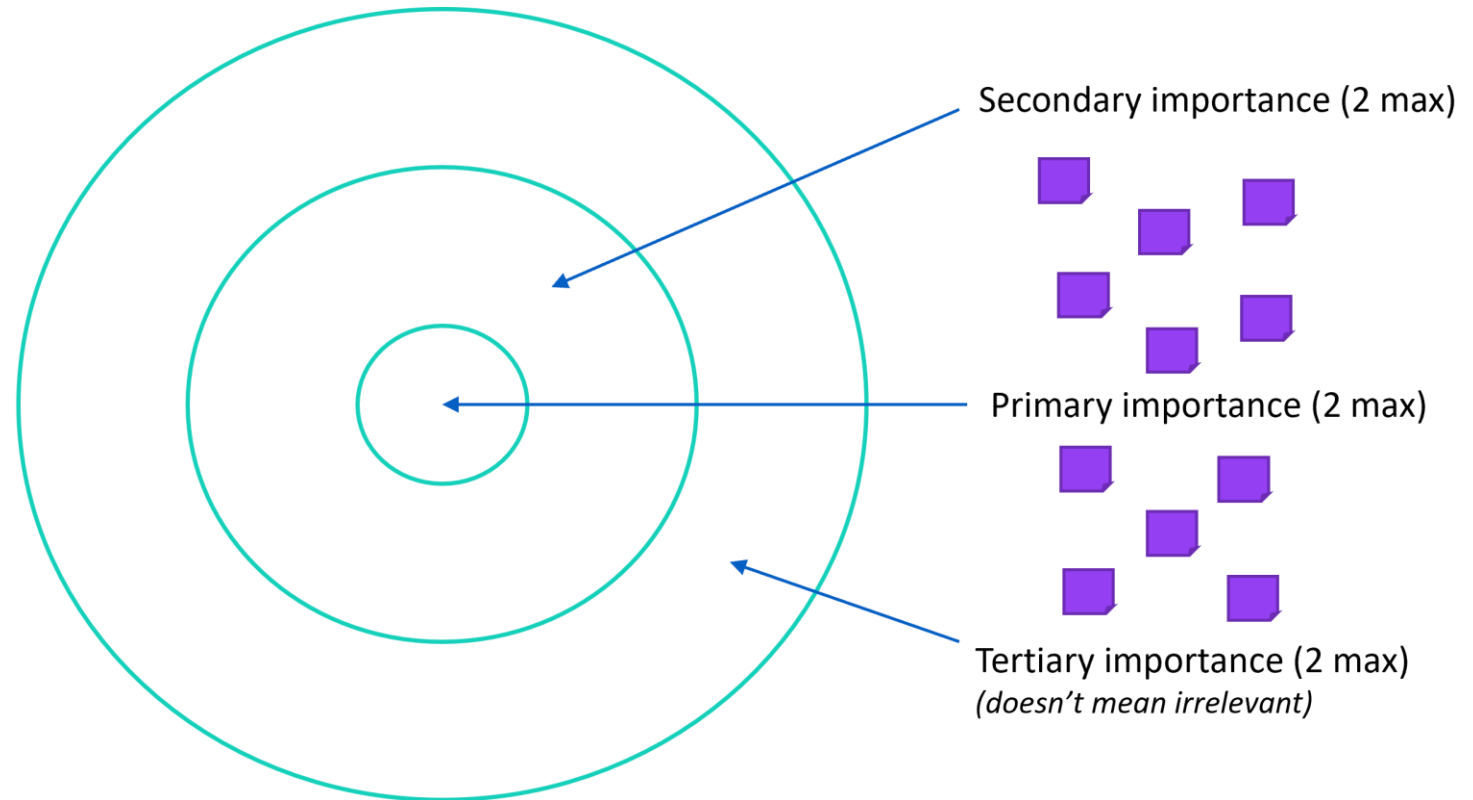 Secondary importance (2 max)
Primary importance (2 max)
Tertiary importance (2 max)
(doesn’t mean irrelevant)